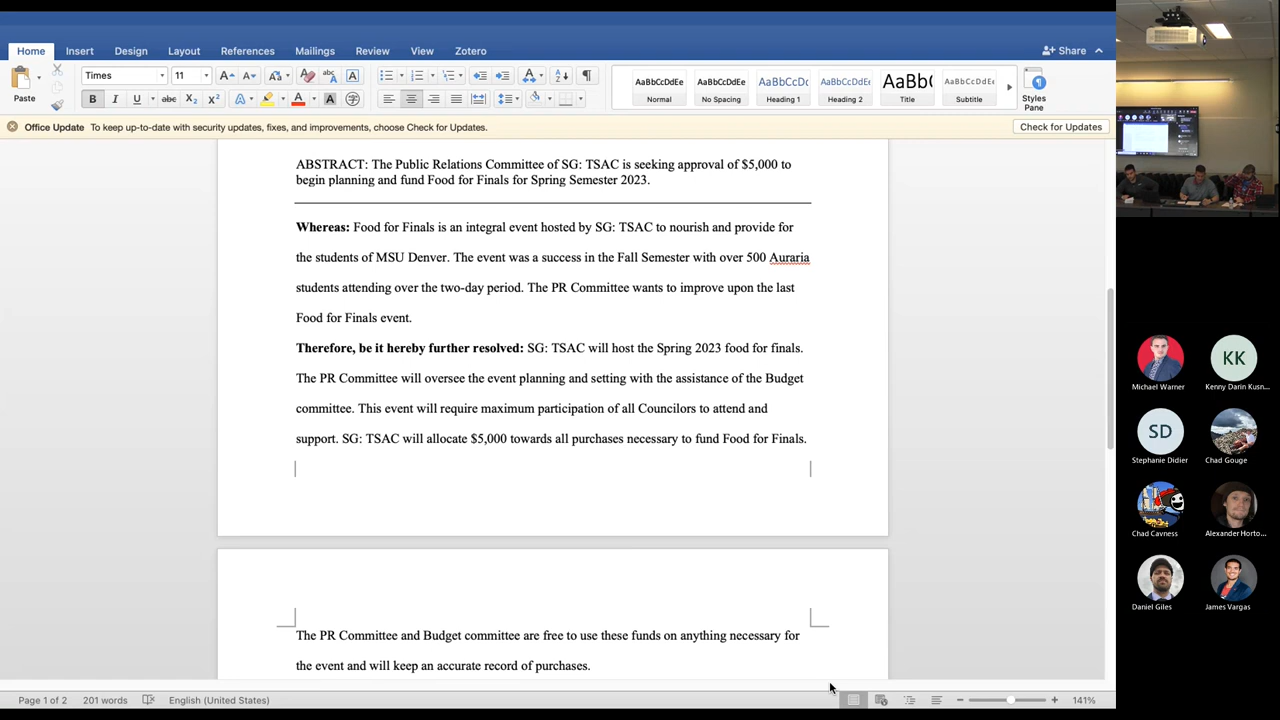 Home Insert Design Layout References Mailings Review View Zotero
Share
Paste
Times 11
AaBbCcDdEe AaBbCcDdEe AaBbCcDc AaBbCcDdEe AaBb( AaBbCcDdEe
Normal No Spacing Heading 1 Heading 2 Title Subtitle
Styles
Pane
Office Update To keep up-to-date with security updates, fixes, and improvements, choose Check for Updates.
Check for Updates
ABSTRACT: The Public Relations Committee of SG: TSAC is seeking approval of $5,000 to
begin planning and fund Food for Finals for Spring Semester 2023.
Whereas: Food for Finals is an integral event hosted by SG: TSAC to nourish and provide for
the students of MSU Denver. The event was a success in the Fall Semester with over 500 Auraria
students attending over the two-day period. The PR Committee wants to improve upon the last
Food for Finals event.
Therefore, be it hereby further resolved: SG: TSAC will host the Spring 2023 food for finals.
The PR Committee will oversee the event planning and setting with the assistance of the Budget
committee. This event will require maximum participation of all Councilors to attend and
support. SG: TSAC will allocate $5,000 towards all purchases necessary to fund Food for Finals.
The PR Committee and Budget committee are free to use these funds on anything necessary for
the event and will keep an accurate record of purchases.
Page 1 of 2 201 words English (United States) 141%
Michael Warner
KK
Kenny Darin Kusn...
SD
Stephanie Didier
Chad Gouge
Chad Cavness
Alexander Horto...
Daniel Giles
James Vargas